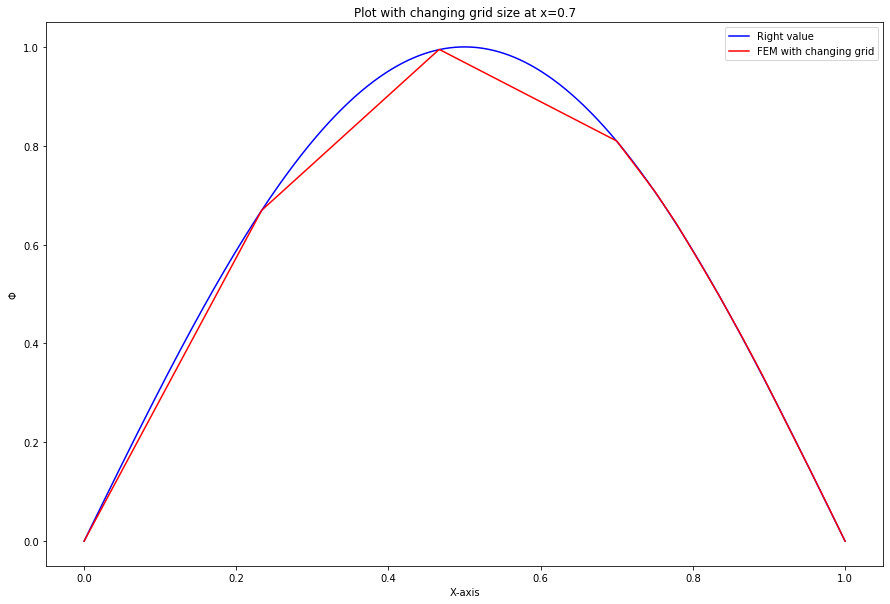 Plot with changing grid size at x=0.7
Right value
FEM with changing grid
1.0
0.8
0.6
0.4
0.2
0.0
Φ
0.0 0.2 0.4 0.6 0.8 1.0
X-axis